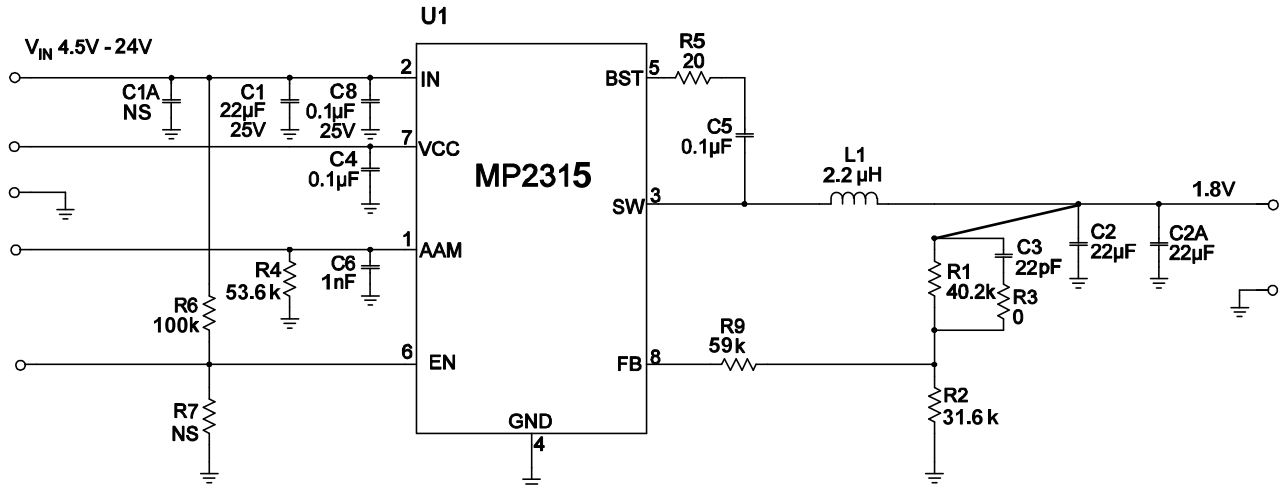 U1
V_IN 4.5V - 24V
C1A
NS
C1
22µF
25V
C8
0.1µF
25V
2
IN
BST
5
R5
20
7
VCC
C4
0.1µF
MP2315
C5
0.1µF
L1
2.2 µH
SW
3
1.8V
1
AAM
R4
53.6k
C6
1nF
C3
22pF
R1
40.2k
R3
0
C2
22µF
C2A
22µF
R6
100k
6
EN
FB
8
R9
59k
R7
NS
GND
4
R2
31.6k